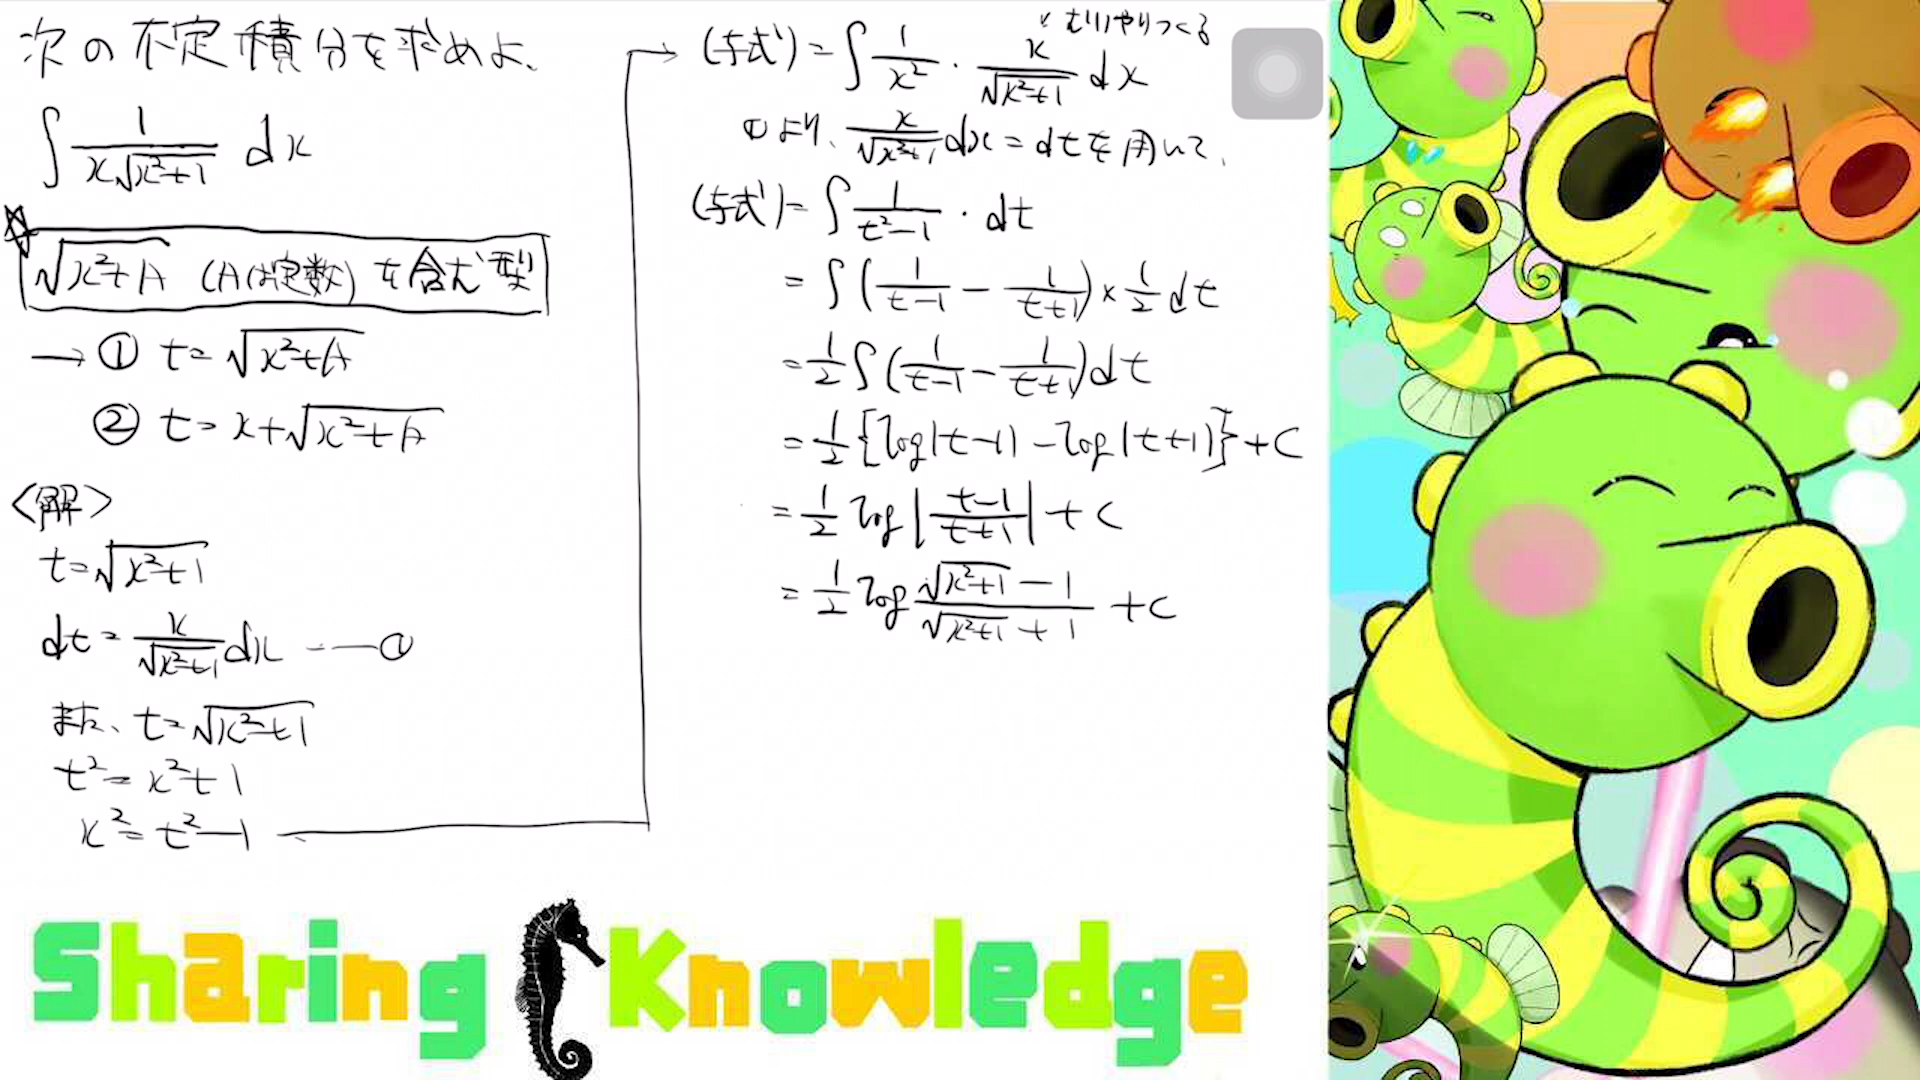 次の不定積分を求めよ、
∫ 1/(x√(x²+1)) dx
√(x²+A) (Aは定数) を含む型
→ ① t=√(x²+A)
② t=x+√(x²+A)
<解>
t=√(x²+1)
dt= x/√(x²+1) dx ---- ①
また、t=√(x²+1)
t²=x²+1
x²=t²-1
むりやりつくる
(与式)=∫ 1/x² · x/√(x²+1) dx
①より、x/√(x²+1) dx=dtを用いて、
(与式)=∫ 1/(t²-1) · dt
=∫(1/(t-1) - 1/(t+1))×1/2 dt
=1/2∫(1/(t-1) - 1/(t+1))dt
=1/2{log|t-1|-log|t+1|}+C
=1/2 log|(t-1)/(t+1)|+C
=1/2 log (√(x²+1) -1)/(√(x²+1) +1) +C
Sharing Knowledge